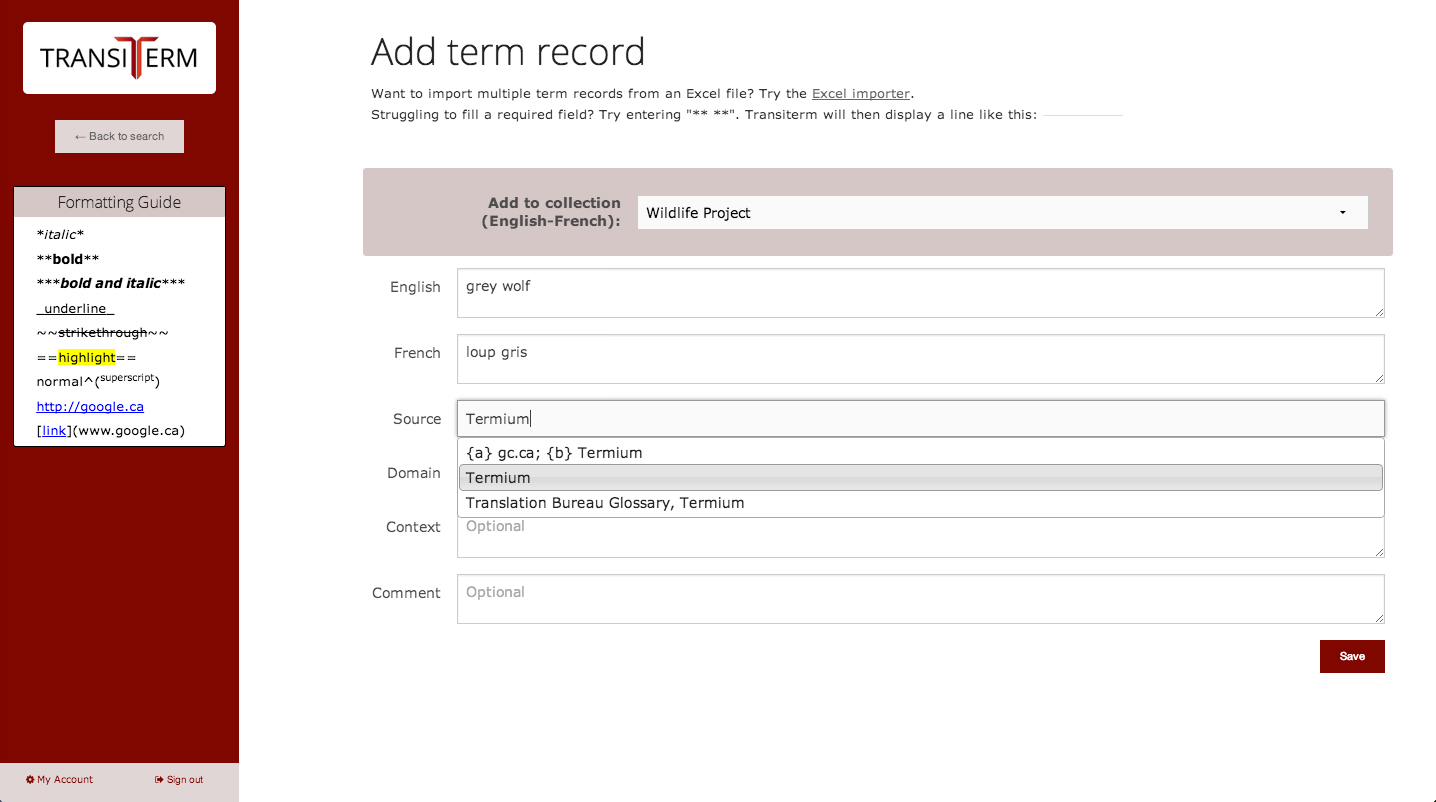 TRANSITERM
← Back to search
Formatting Guide
*italic*
**bold**
***bold and italic***
_underline_
~~strikethrough~~
==highlight==
normal^(superscript)
http://google.ca
[link](www.google.ca)
My Account
Sign out
Add term record
Want to import multiple term records from an Excel file? Try the Excel importer.
Struggling to fill a required field? Try entering "** **". Transiterm will then display a line like this:
Add to collection
(English-French):
Wildlife Project
English
grey wolf
French
loup gris
Source
Termium
{a} gc.ca; {b} Termium
Domain
Termium
Translation Bureau Glossary, Termium
Context
Optional
Comment
Optional
Save